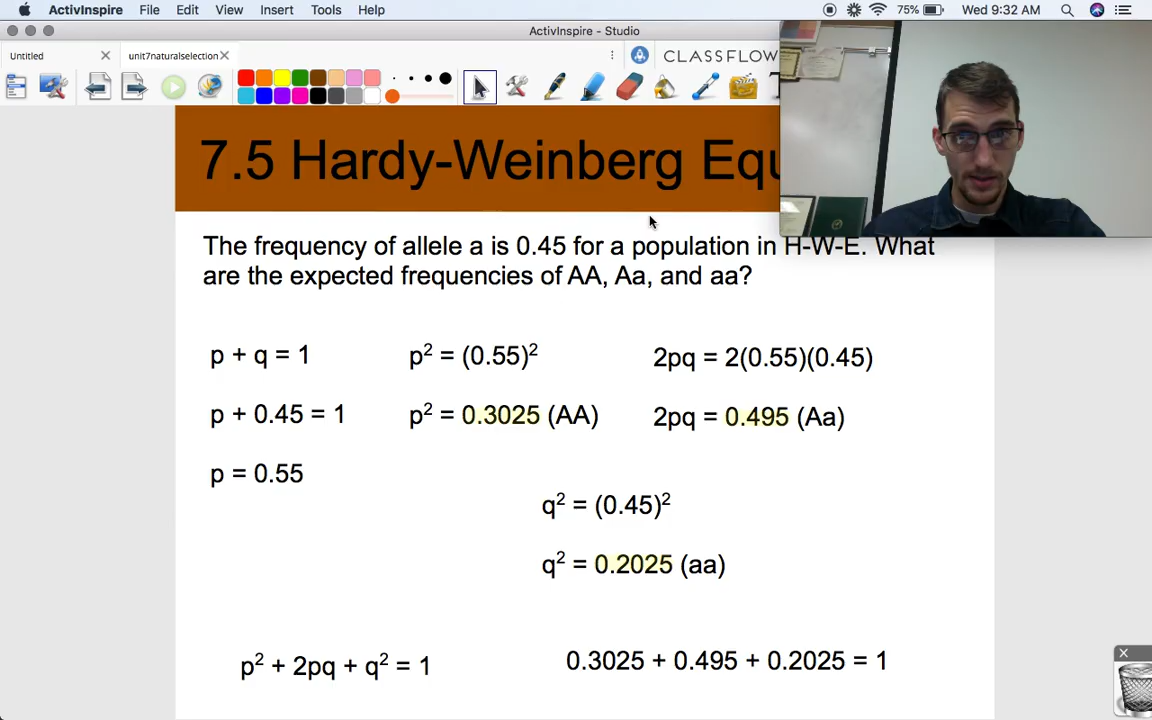 ActivInspire File Edit View Insert Tools Help 75% Wed 9:32 AM
ActivInspire - Studio
Untitled unit7naturalselection CLASSFLOW
7.5 Hardy-Weinberg
The frequency of allele a is 0.45 for a population in H-W-E. What
are the expected frequencies of AA, Aa, and aa?
p + q = 1 p² = (0.55)² 2pq = 2(0.55)(0.45)
p + 0.45 = 1 p² = 0.3025 (AA) 2pq = 0.495 (Aa)
p = 0.55
q² = (0.45)²
q² = 0.2025 (aa)
p² + 2pq + q² = 1 0.3025 + 0.495 + 0.2025 = 1